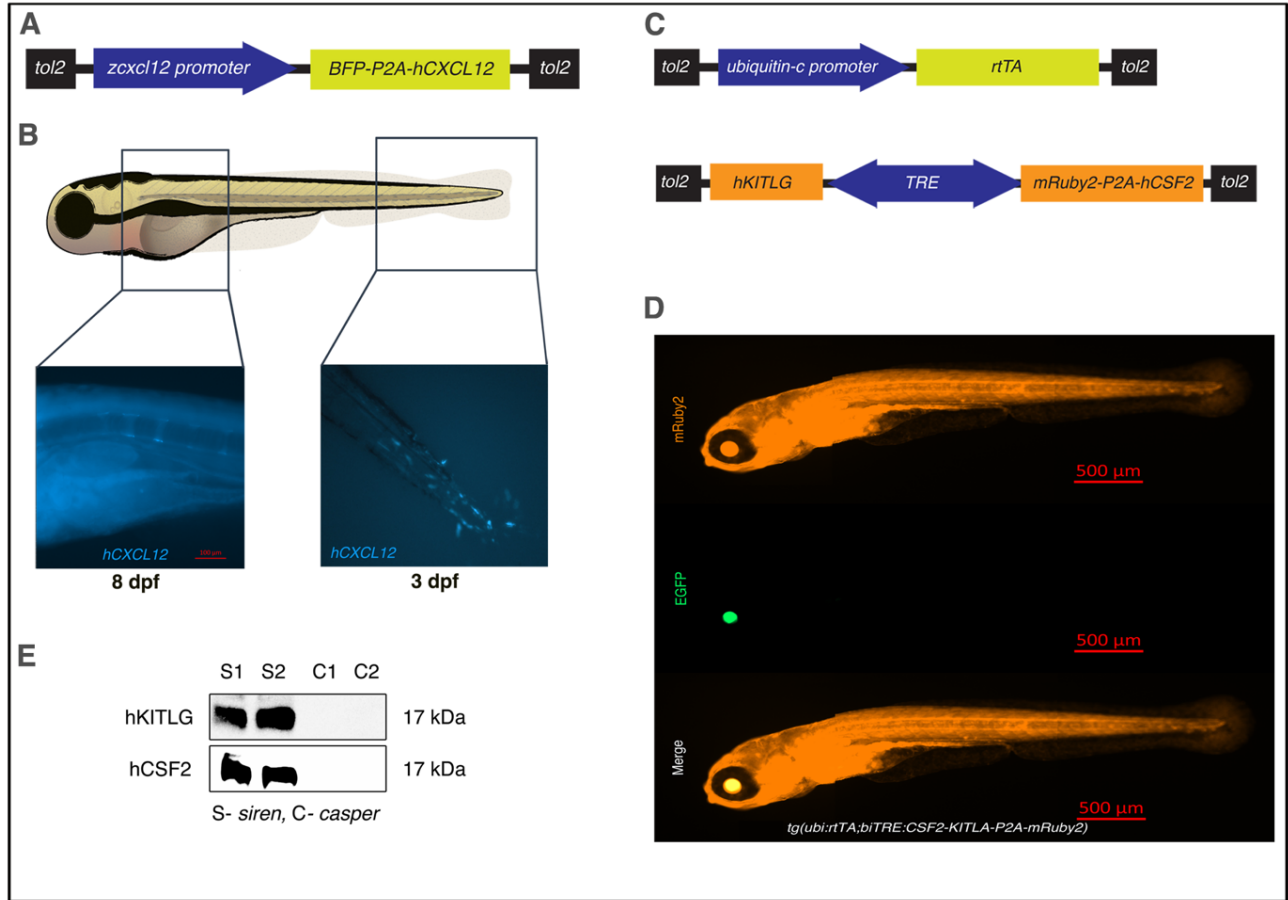 A
tol2 zcxcl12 promoter BFP-P2A-hCXCL12 tol2
B
hCXCL12 100 µm
8 dpf
hCXCL12
3 dpf
C
tol2 ubiquitin-c promoter rtTA tol2
tol2 hKITLG TRE mRuby2-P2A-hCSF2 tol2
D
mRuby2
500 µm
EGFP
500 µm
Merge
500 µm
tg(ubi:rtTA;biTRE:CSF2-KITLA-P2A-mRuby2)
E
S1 S2 C1 C2
hKITLG 17 kDa
hCSF2 17 kDa
S- siren, C- casper